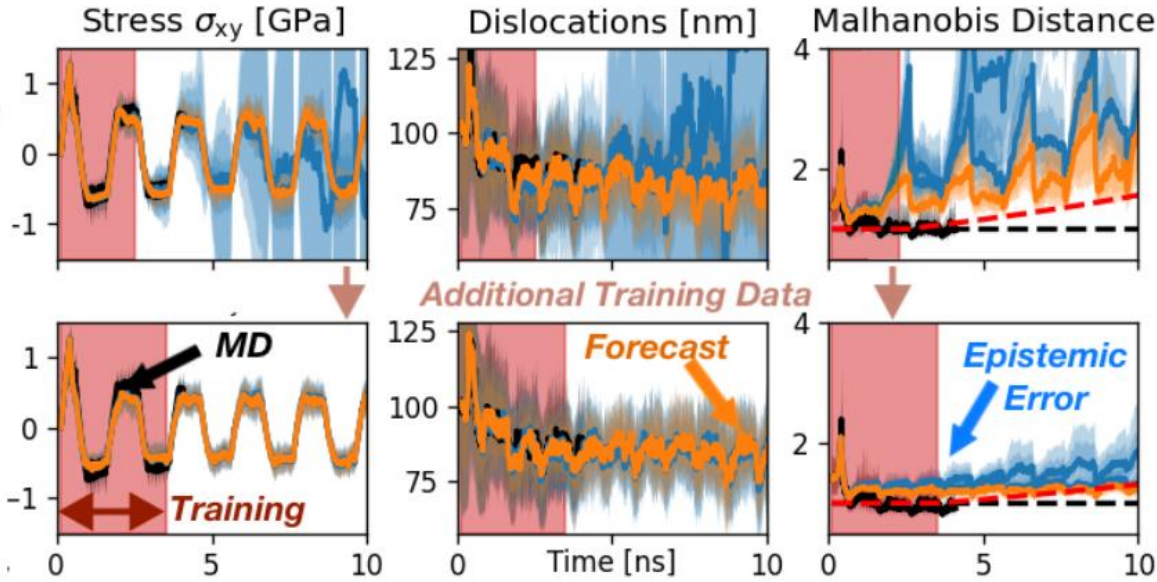 Stress σxy [GPa]
Dislocations [nm]
Malhanobis Distance
1
0
-1
125
100
75
4
2
Additional Training Data
1
0
-1
MD
Training
0
5
10
125
100
75
Forecast
0
Time [ns]
10
4
2
Epistemic
Error
0
5
10